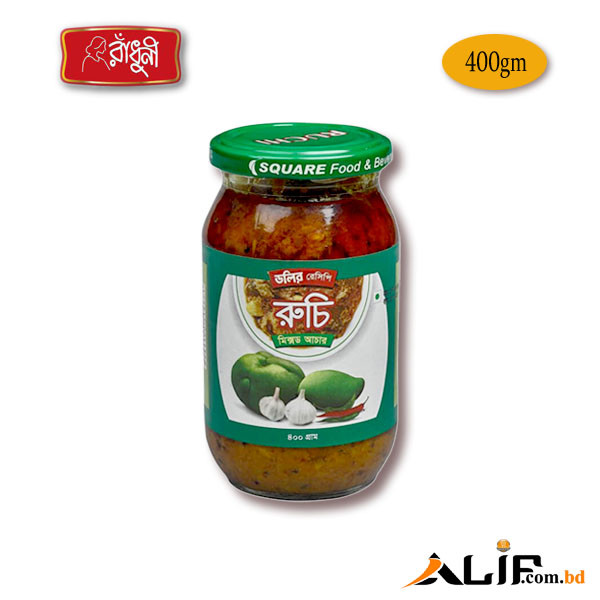 রাঁধুনী
400gm
RUCHI
SQUARE Food & Bev
ডলির রেসিপি
রুচি
মিক্সড আচার
৪০০ গ্রাম
ALIF.com.bd